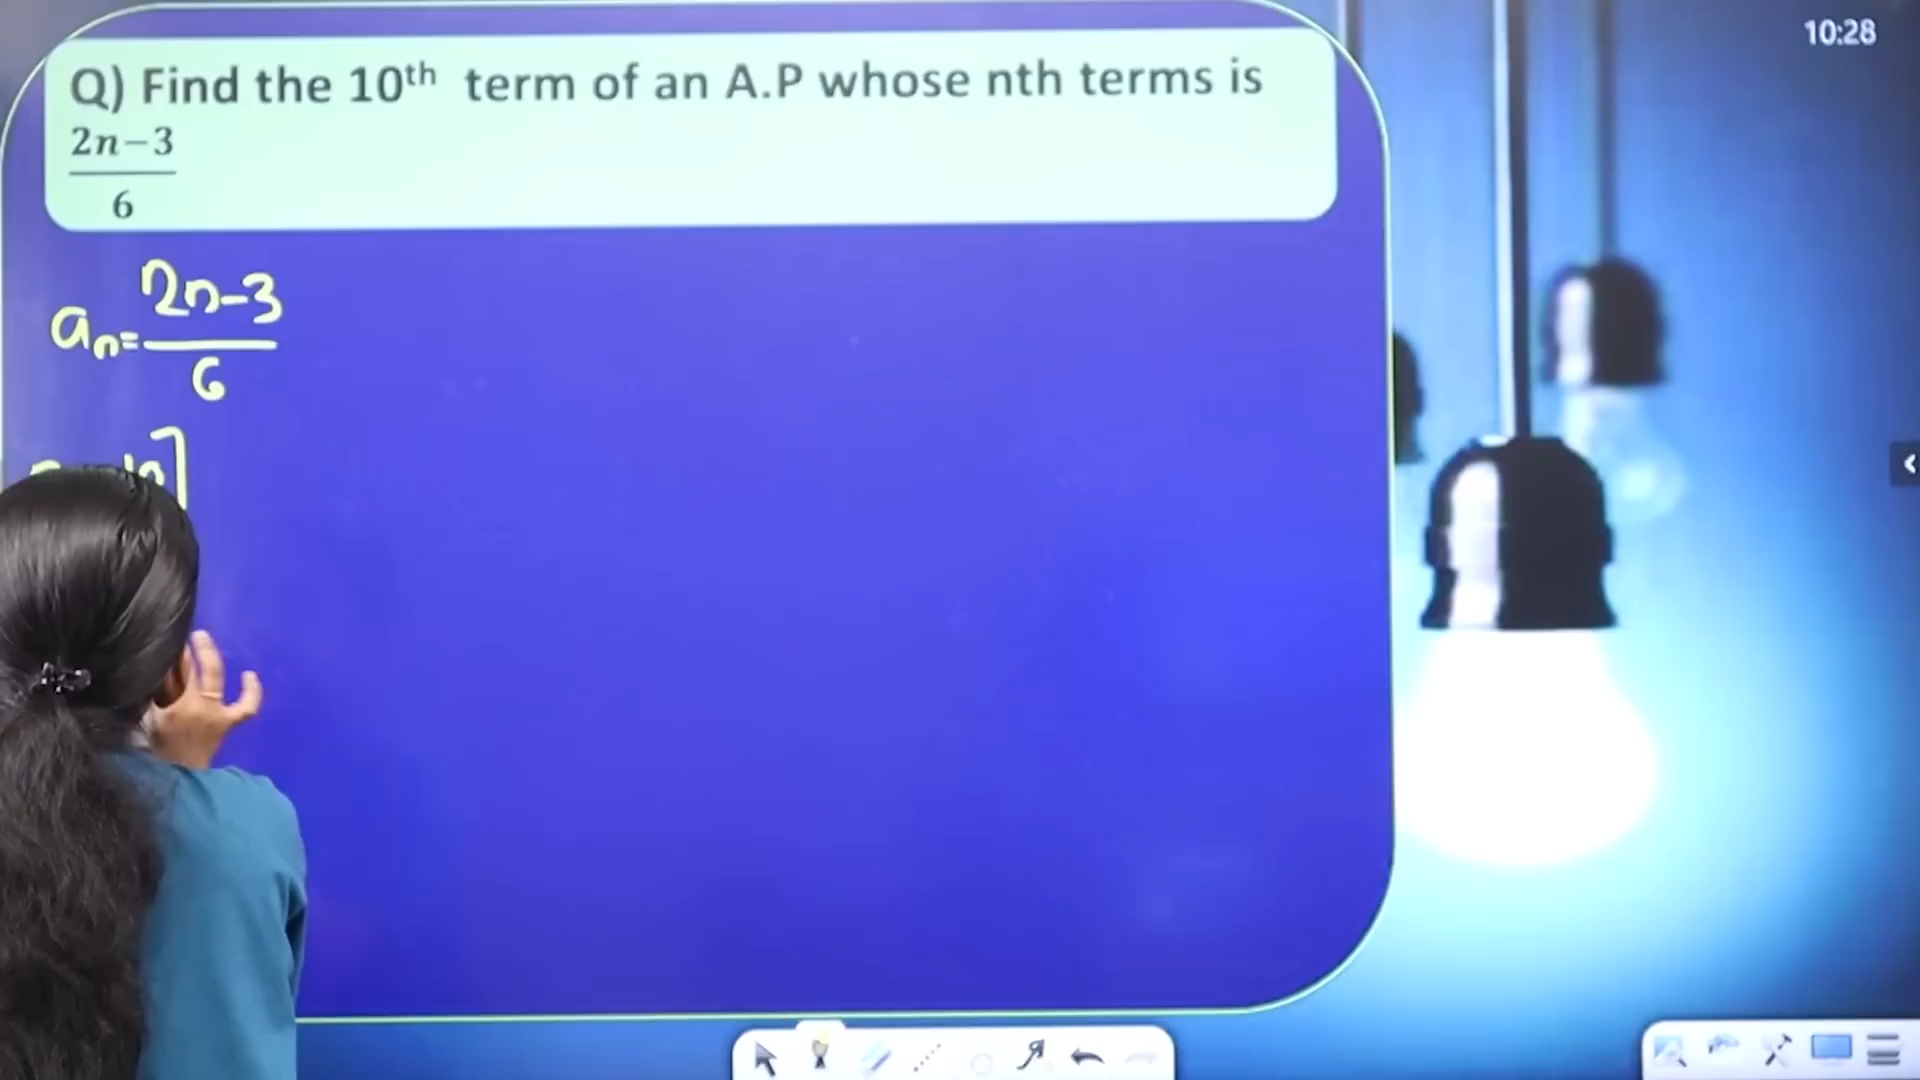 10:28
Q) Find the 10th term of an A.P whose nth terms is
2n−3
6
an=
2n-3
6